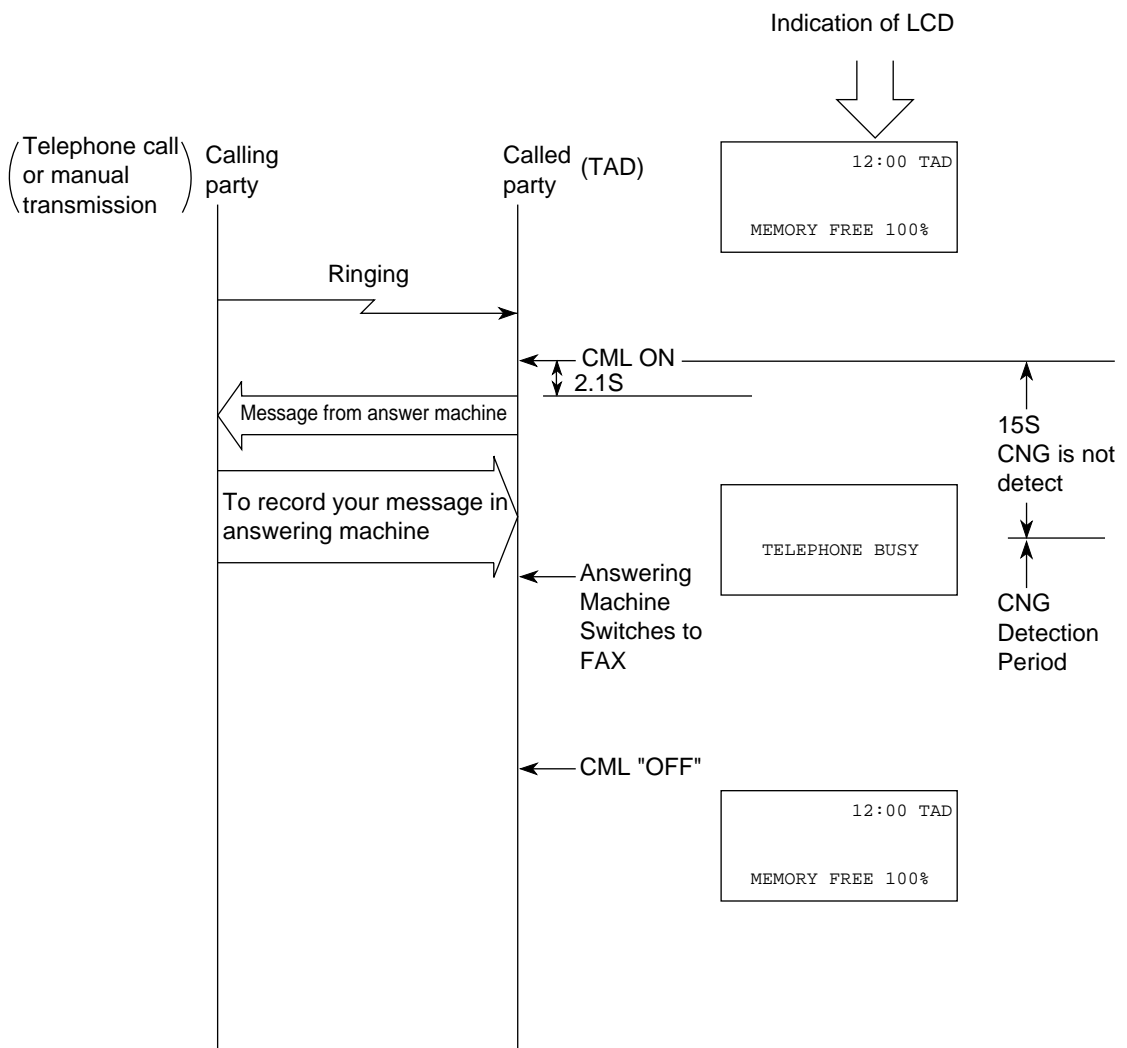 Indication of LCD
(Telephone call
or manual
transmission)
Calling
party
Called
party
(TAD)
12:00 TAD
MEMORY FREE 100%
Ringing
CML ON
2.1S
Message from answer machine
15S
CNG is not
detect
To record your message in
answering machine
TELEPHONE BUSY
Answering
Machine
Switches to
FAX
CNG
Detection
Period
CML "OFF"
12:00 TAD
MEMORY FREE 100%